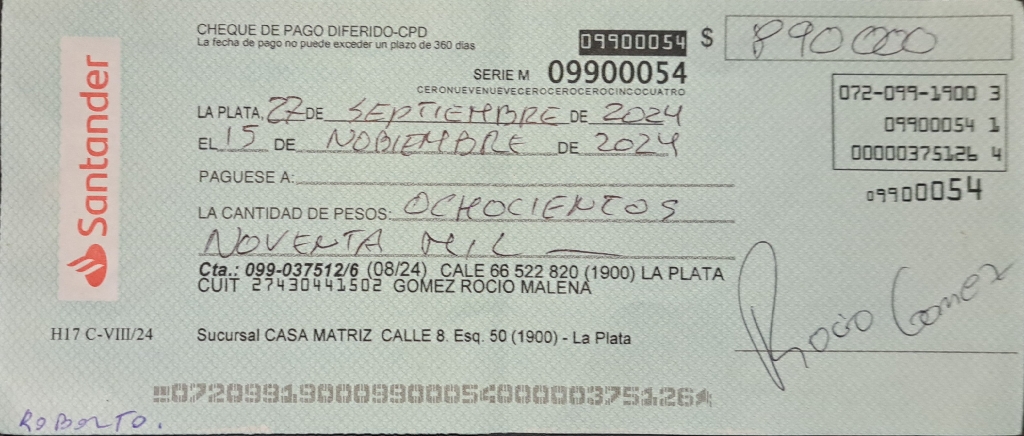 CHEQUE DE PAGO DIFERIDO-CPD
La fecha de pago no puede exceder un plazo de 360 dias
09900054 $ 890000
SERIE M 09900054
CERONUEVENUEVECEROCEROCEROCINCOCUATRO
072-099-1900 3
09900054 1
00000375126 4
09900054
LA PLATA, 27 DE SEPTIEMBRE DE 2024
EL 15 DE NOBIEMBRE DE 2024
PAGUESE A:
LA CANTIDAD DE PESOS: OCHOCIENTOS
NOVENTA MIL
Cta.: 099-037512/6 (08/24) CALE 66 522 820 (1900) LA PLATA
CUIT 27430441502 GOMEZ ROCIO MALENA
Santander
Rocio Gomez
H17 C-VIII/24
Sucursal CASA MATRIZ CALLE 8. Esq. 50 (1900) - La Plata
07209919000990005400000375126
ROBERTO.